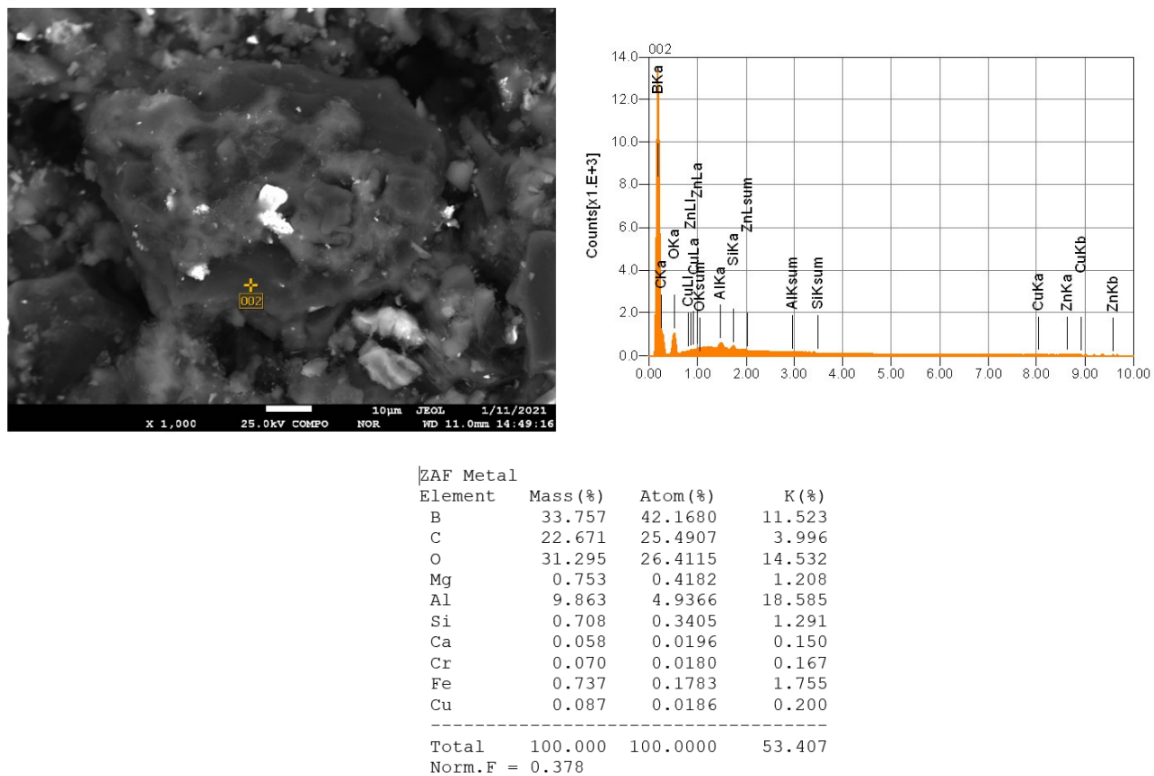 002
10µm JEOL 1/11/2021
X 1,000 25.0kV COMPO NOR WD 11.0mm 14:49:16
002
Counts[x1.E+3]
14.0
12.0
10.0
8.0
6.0
4.0
2.0
0.0
BKa
CKa
OKa
CuLl
CuLa
ZnLl
ZnLa
OKsum
AlKa
SiKa
ZnLsum
AlKsum
SiKsum
CuKa
ZnKa
CuKb
ZnKb
0.00 1.00 2.00 3.00 4.00 5.00 6.00 7.00 8.00 9.00 10.00
ZAF Metal
Element Mass(%) Atom(%) K(%)
B 33.757 42.1680 11.523
C 22.671 25.4907 3.996
O 31.295 26.4115 14.532
Mg 0.753 0.4182 1.208
Al 9.863 4.9366 18.585
Si 0.708 0.3405 1.291
Ca 0.058 0.0196 0.150
Cr 0.070 0.0180 0.167
Fe 0.737 0.1783 1.755
Cu 0.087 0.0186 0.200
Total 100.000 100.0000 53.407
Norm.F = 0.378